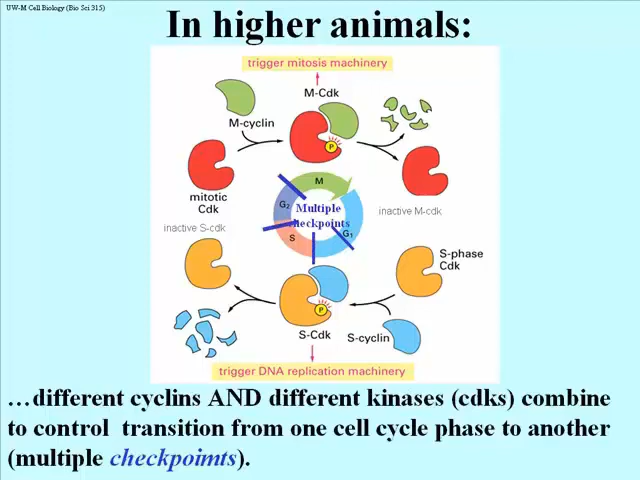 UW-M Cell Biology (Bio Sci 315)
In higher animals:
trigger mitosis machinery
M-Cdk
M-cyclin
P
mitotic
Cdk
inactive M-cdk
inactive S-cdk
M
G2
Multiple
checkpoints
G1
S
S-phase
Cdk
P
S-Cdk
S-cyclin
trigger DNA replication machinery
…different cyclins AND different kinases (cdks) combine
to control transition from one cell cycle phase to another
(multiple checkpoimts).